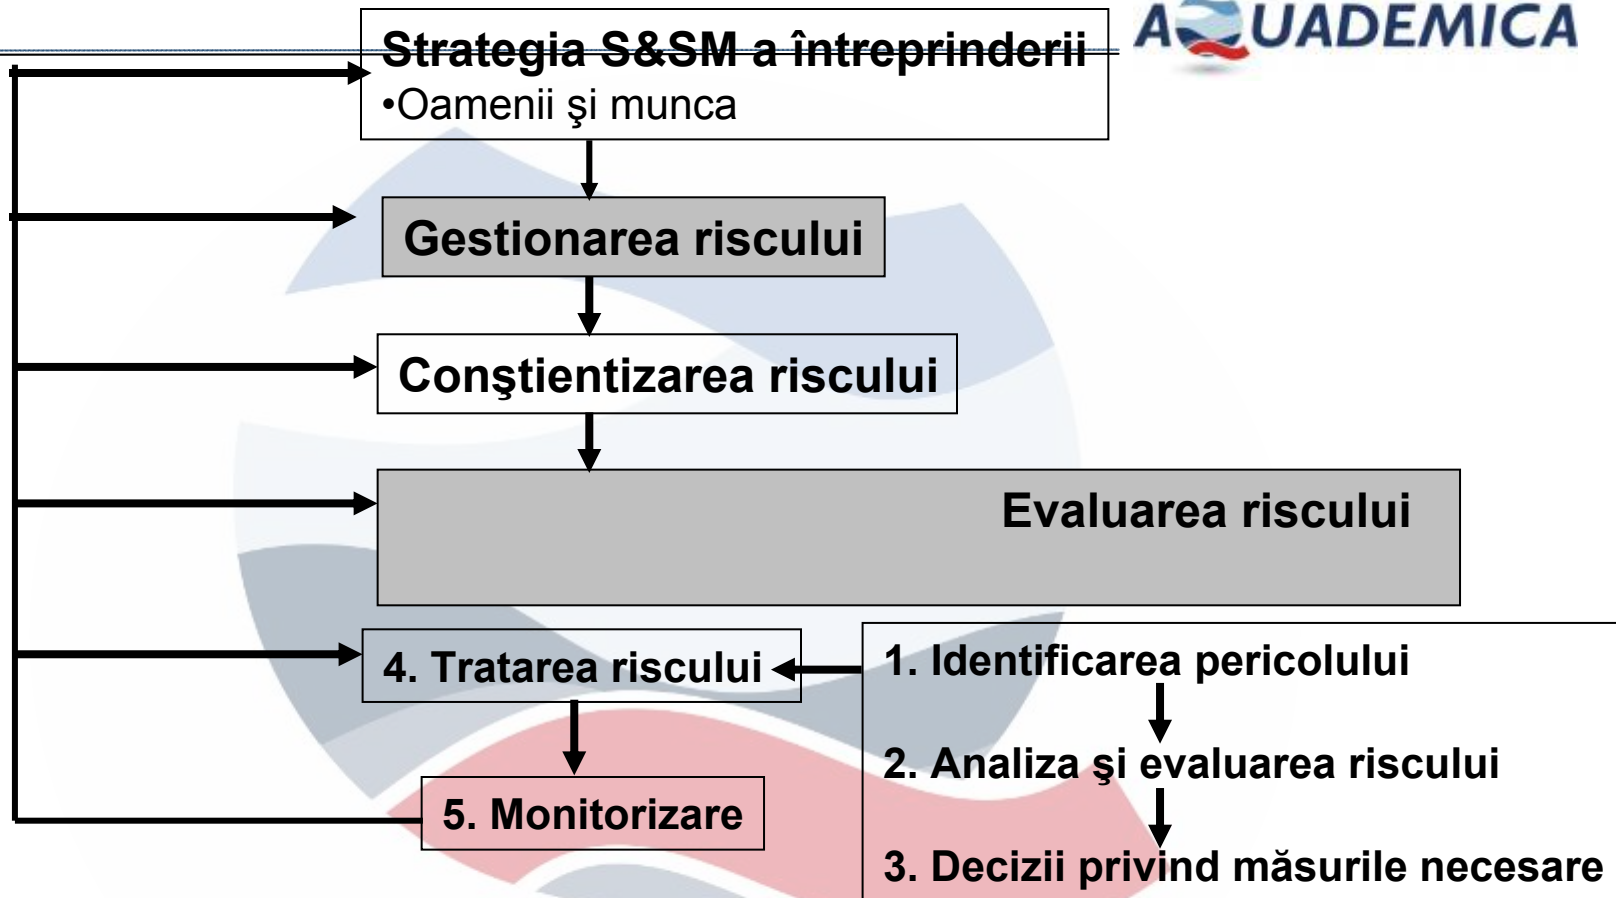 AQUADEMICA
Strategia S&SM a întreprinderii
•Oamenii şi munca
Gestionarea riscului
Conştientizarea riscului
Evaluarea riscului
4. Tratarea riscului
1. Identificarea pericolului
2. Analiza şi evaluarea riscului
5. Monitorizare
3. Decizii privind măsurile necesare